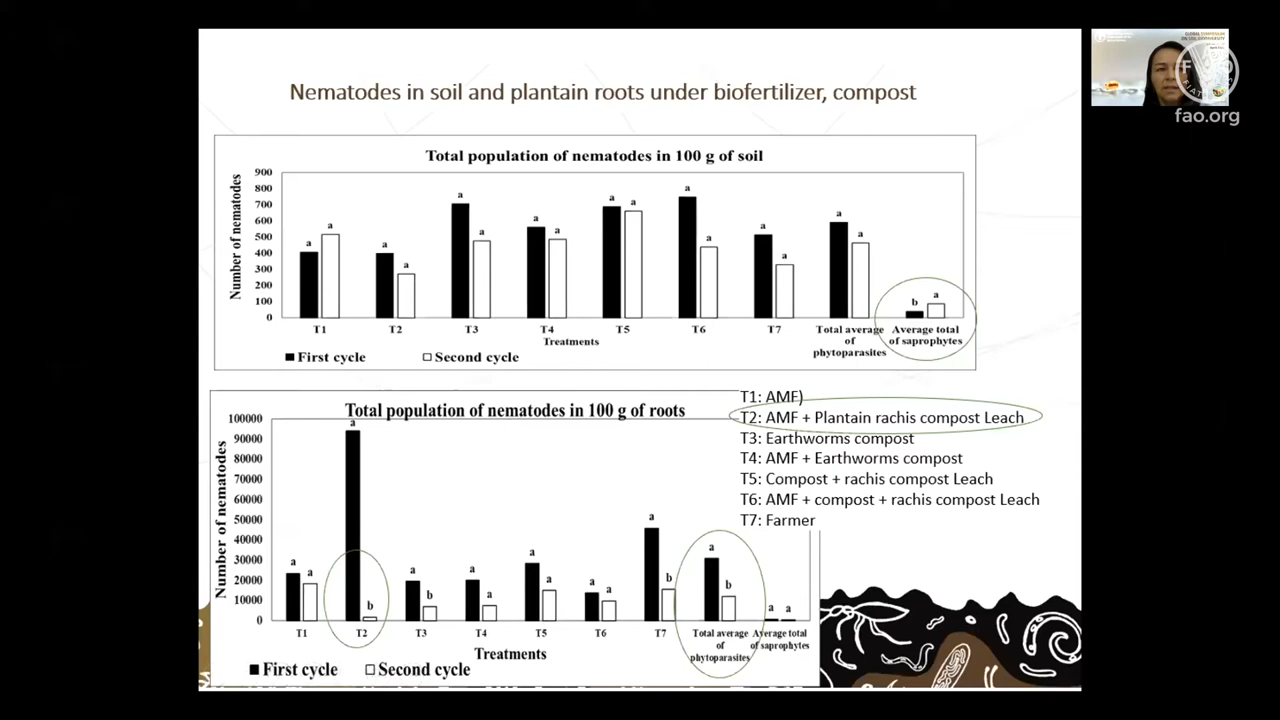 Nematodes in soil and plantain roots under biofertilizer, compost
Total population of nematodes in 100 g of soil
Number of nematodes
900
800
700
600
500
400
300
200
100
0
a a a a a a a a a a a a a a a a b a
T1 T2 T3 T4 T5 T6 T7 Total average of phytoparasites Average total of saprophytes
Treatments
First cycle Second cycle
Total population of nematodes in 100 g of roots
Number of nematodes
100000
90000
80000
70000
60000
50000
40000
30000
20000
10000
0
a a a b a b a a a a a a a b a b a a
T1 T2 T3 T4 T5 T6 T7 Total average of phytoparasites Average total of saprophytes
Treatments
First cycle Second cycle
T1: AMF)
T2: AMF + Plantain rachis compost Leach
T3: Earthworms compost
T4: AMF + Earthworms compost
T5: Compost + rachis compost Leach
T6: AMF + compost + rachis compost Leach
T7: Farmer
GLOBAL SYMPOSIUM
ON SOIL BIODIVERSITY
fao.org